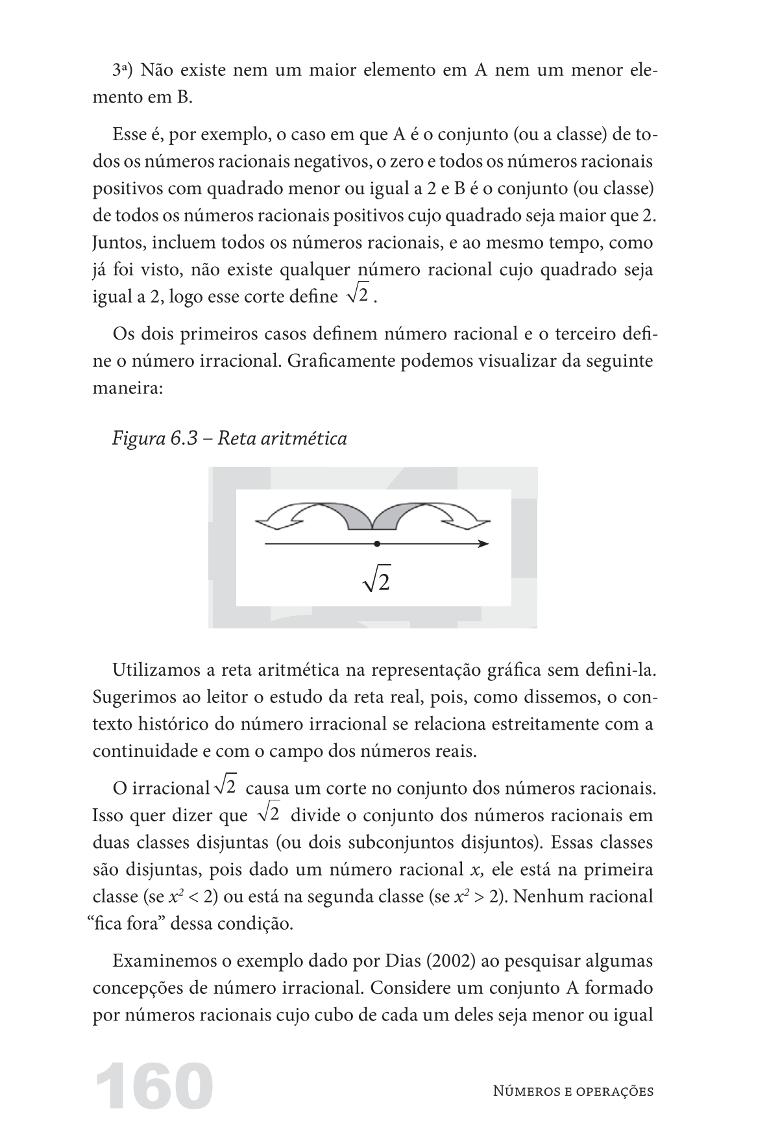 3ª) Não existe nem um maior elemento em A nem um menor ele-
mento em B.
Esse é, por exemplo, o caso em que A é o conjunto (ou a classe) de to-
dos os números racionais negativos, o zero e todos os números racionais
positivos com quadrado menor ou igual a 2 e B é o conjunto (ou classe)
de todos os números racionais positivos cujo quadrado seja maior que 2.
Juntos, incluem todos os números racionais, e ao mesmo tempo, como
já foi visto, não existe qualquer número racional cujo quadrado seja
igual a 2, logo esse corte define √2 .
Os dois primeiros casos definem número racional e o terceiro defi-
ne o número irracional. Graficamente podemos visualizar da seguinte
maneira:
Figura 6.3 – Reta aritmética
√2
Utilizamos a reta aritmética na representação gráfica sem defini-la.
Sugerimos ao leitor o estudo da reta real, pois, como dissemos, o con-
texto histórico do número irracional se relaciona estreitamente com a
continuidade e com o campo dos números reais.
O irracional √2 causa um corte no conjunto dos números racionais.
Isso quer dizer que √2 divide o conjunto dos números racionais em
duas classes disjuntas (ou dois subconjuntos disjuntos). Essas classes
são disjuntas, pois dado um número racional x, ele está na primeira
classe (se x² < 2) ou está na segunda classe (se x² > 2). Nenhum racional
“fica fora” dessa condição.
Examinemos o exemplo dado por Dias (2002) ao pesquisar algumas
concepções de número irracional. Considere um conjunto A formado
por números racionais cujo cubo de cada um deles seja menor ou igual
160
Números e operações